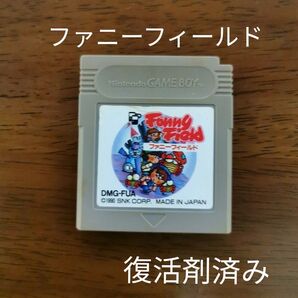 ファニーフィールド
Nintendo GAME BOY
Funny
Field
ファニーフィールド
DMG-FUA
©1990 SNK CORP. MADE IN JAPAN
復活剤済み